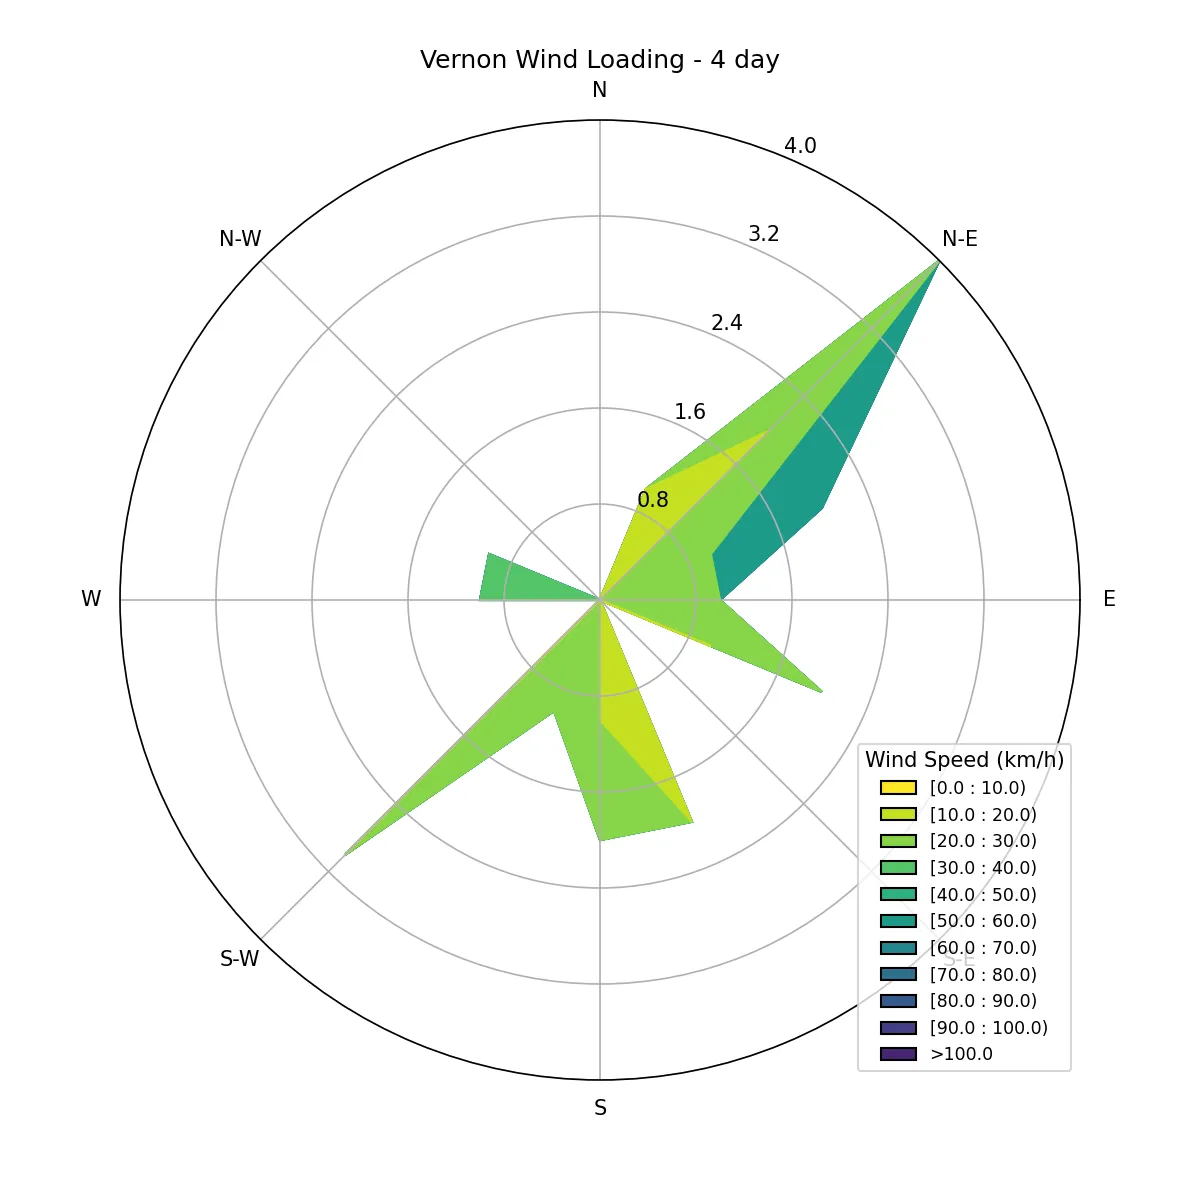 Vernon Wind Loading - 4 day
N
4.0
3.2
N-W
N-E
2.4
1.6
0.8
W
E
Wind Speed (km/h)
[0.0 : 10.0)
[10.0 : 20.0)
[20.0 : 30.0)
[30.0 : 40.0)
[40.0 : 50.0)
[50.0 : 60.0)
[60.0 : 70.0)
S-W
S-E
[70.0 : 80.0)
[80.0 : 90.0)
[90.0 : 100.0)
>100.0
S